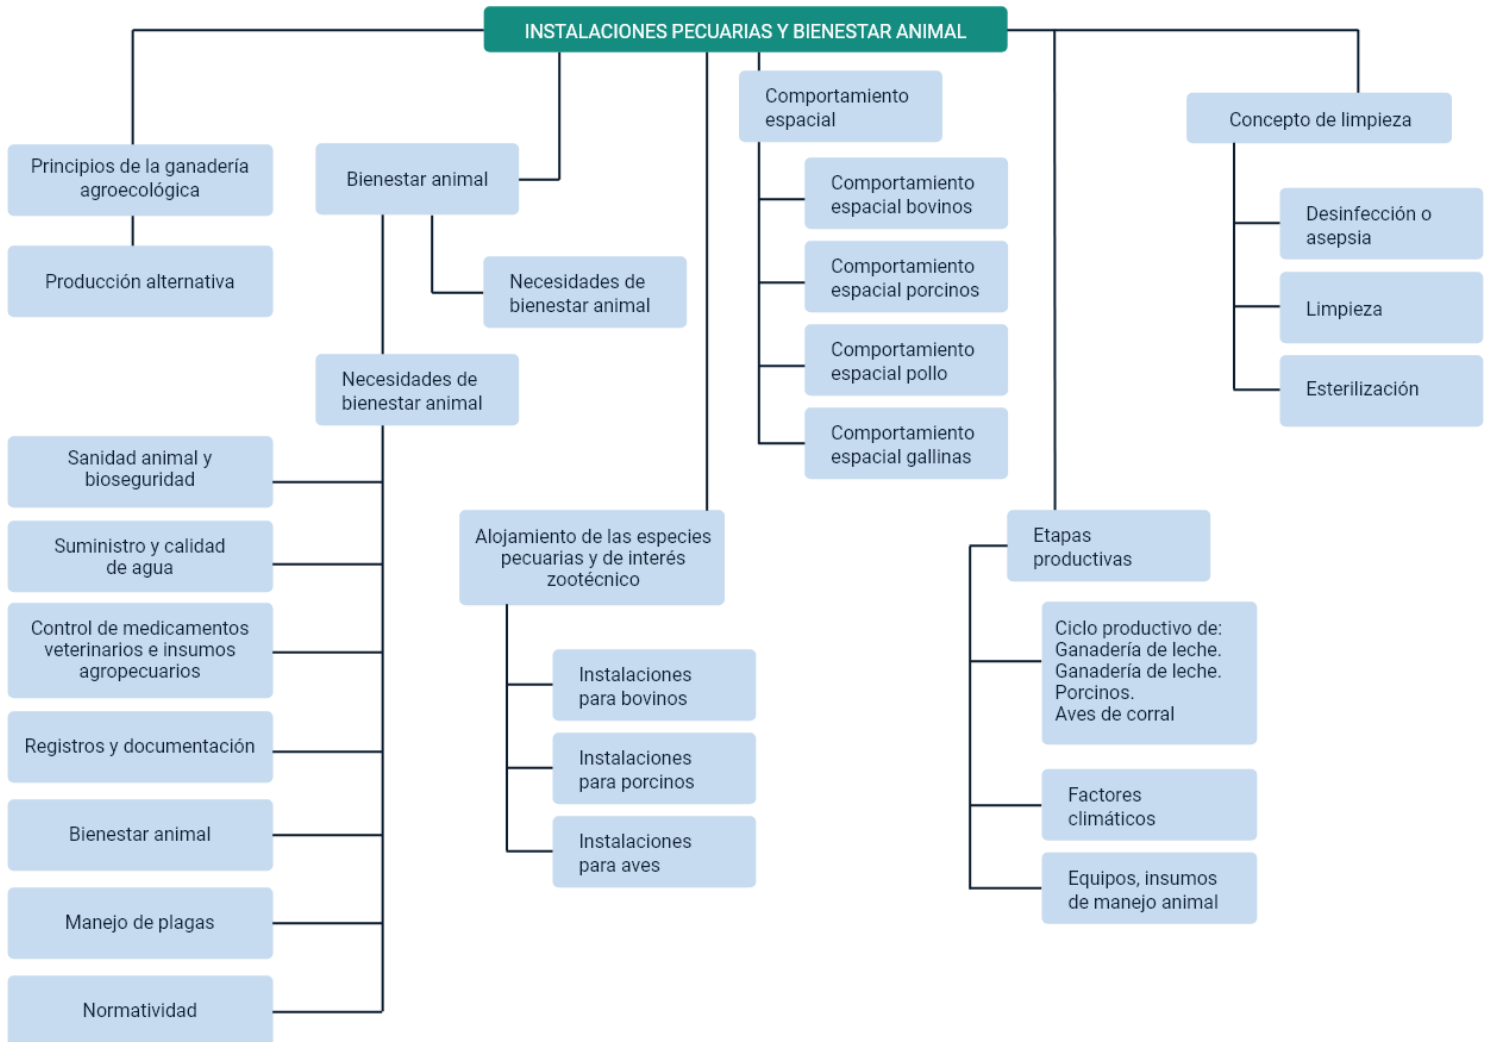 INSTALACIONES PECUARIAS Y BIENESTAR ANIMAL
Principios de la ganadería
agroecológica
Producción alternativa
Bienestar animal
Necesidades de
bienestar animal
Necesidades de
bienestar animal
Sanidad animal y
bioseguridad
Suministro y calidad
de agua
Control de medicamentos
veterinarios e insumos
agropecuarios
Registros y documentación
Bienestar animal
Manejo de plagas
Normatividad
Alojamiento de las especies
pecuarias y de interés
zootécnico
Instalaciones
para bovinos
Instalaciones
para porcinos
Instalaciones
para aves
Comportamiento
espacial
Comportamiento
espacial bovinos
Comportamiento
espacial porcinos
Comportamiento
espacial pollo
Comportamiento
espacial gallinas
Etapas
productivas
Ciclo productivo de:
Ganadería de leche.
Ganadería de leche.
Porcinos.
Aves de corral
Factores
climáticos
Equipos, insumos
de manejo animal
Concepto de limpieza
Desinfección o
asepsia
Limpieza
Esterilización